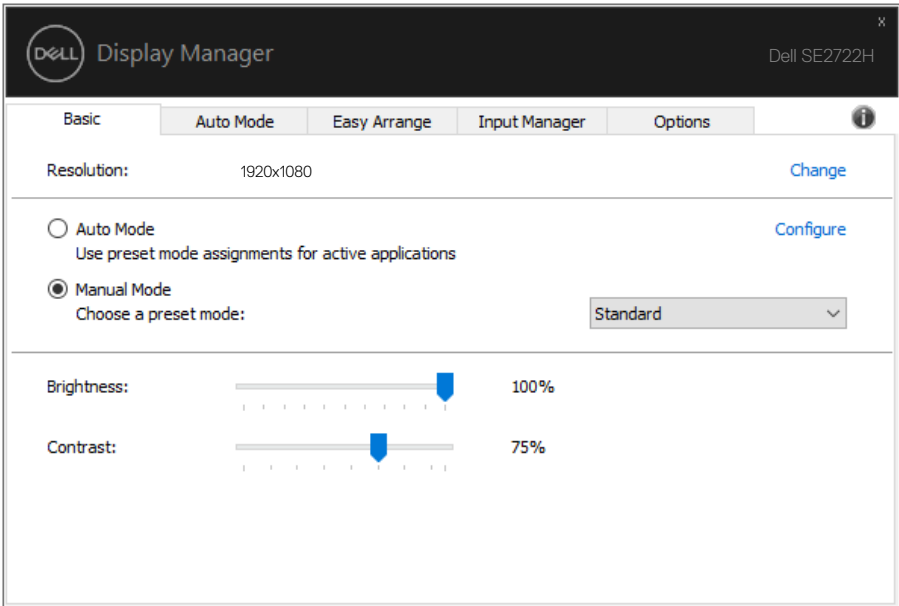 x
DELL Display Manager
Dell SE2722H
Basic Auto Mode Easy Arrange Input Manager Options i
Resolution: 1920x1080 Change
Auto Mode Configure
Use preset mode assignments for active applications
Manual Mode
Choose a preset mode: Standard
Brightness: 100%
Contrast: 75%